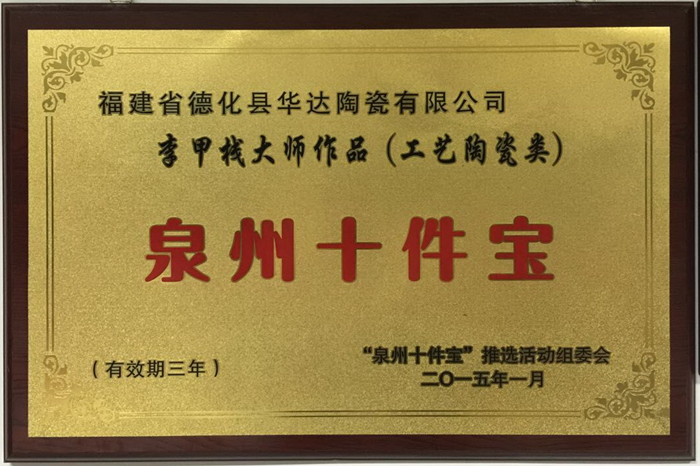 福建省德化县华达陶瓷有限公司
李甲栈大师作品（工艺陶瓷类）
泉州十件宝
（有效期三年）
“泉州十件宝”推选活动组委会
二〇一五年一月